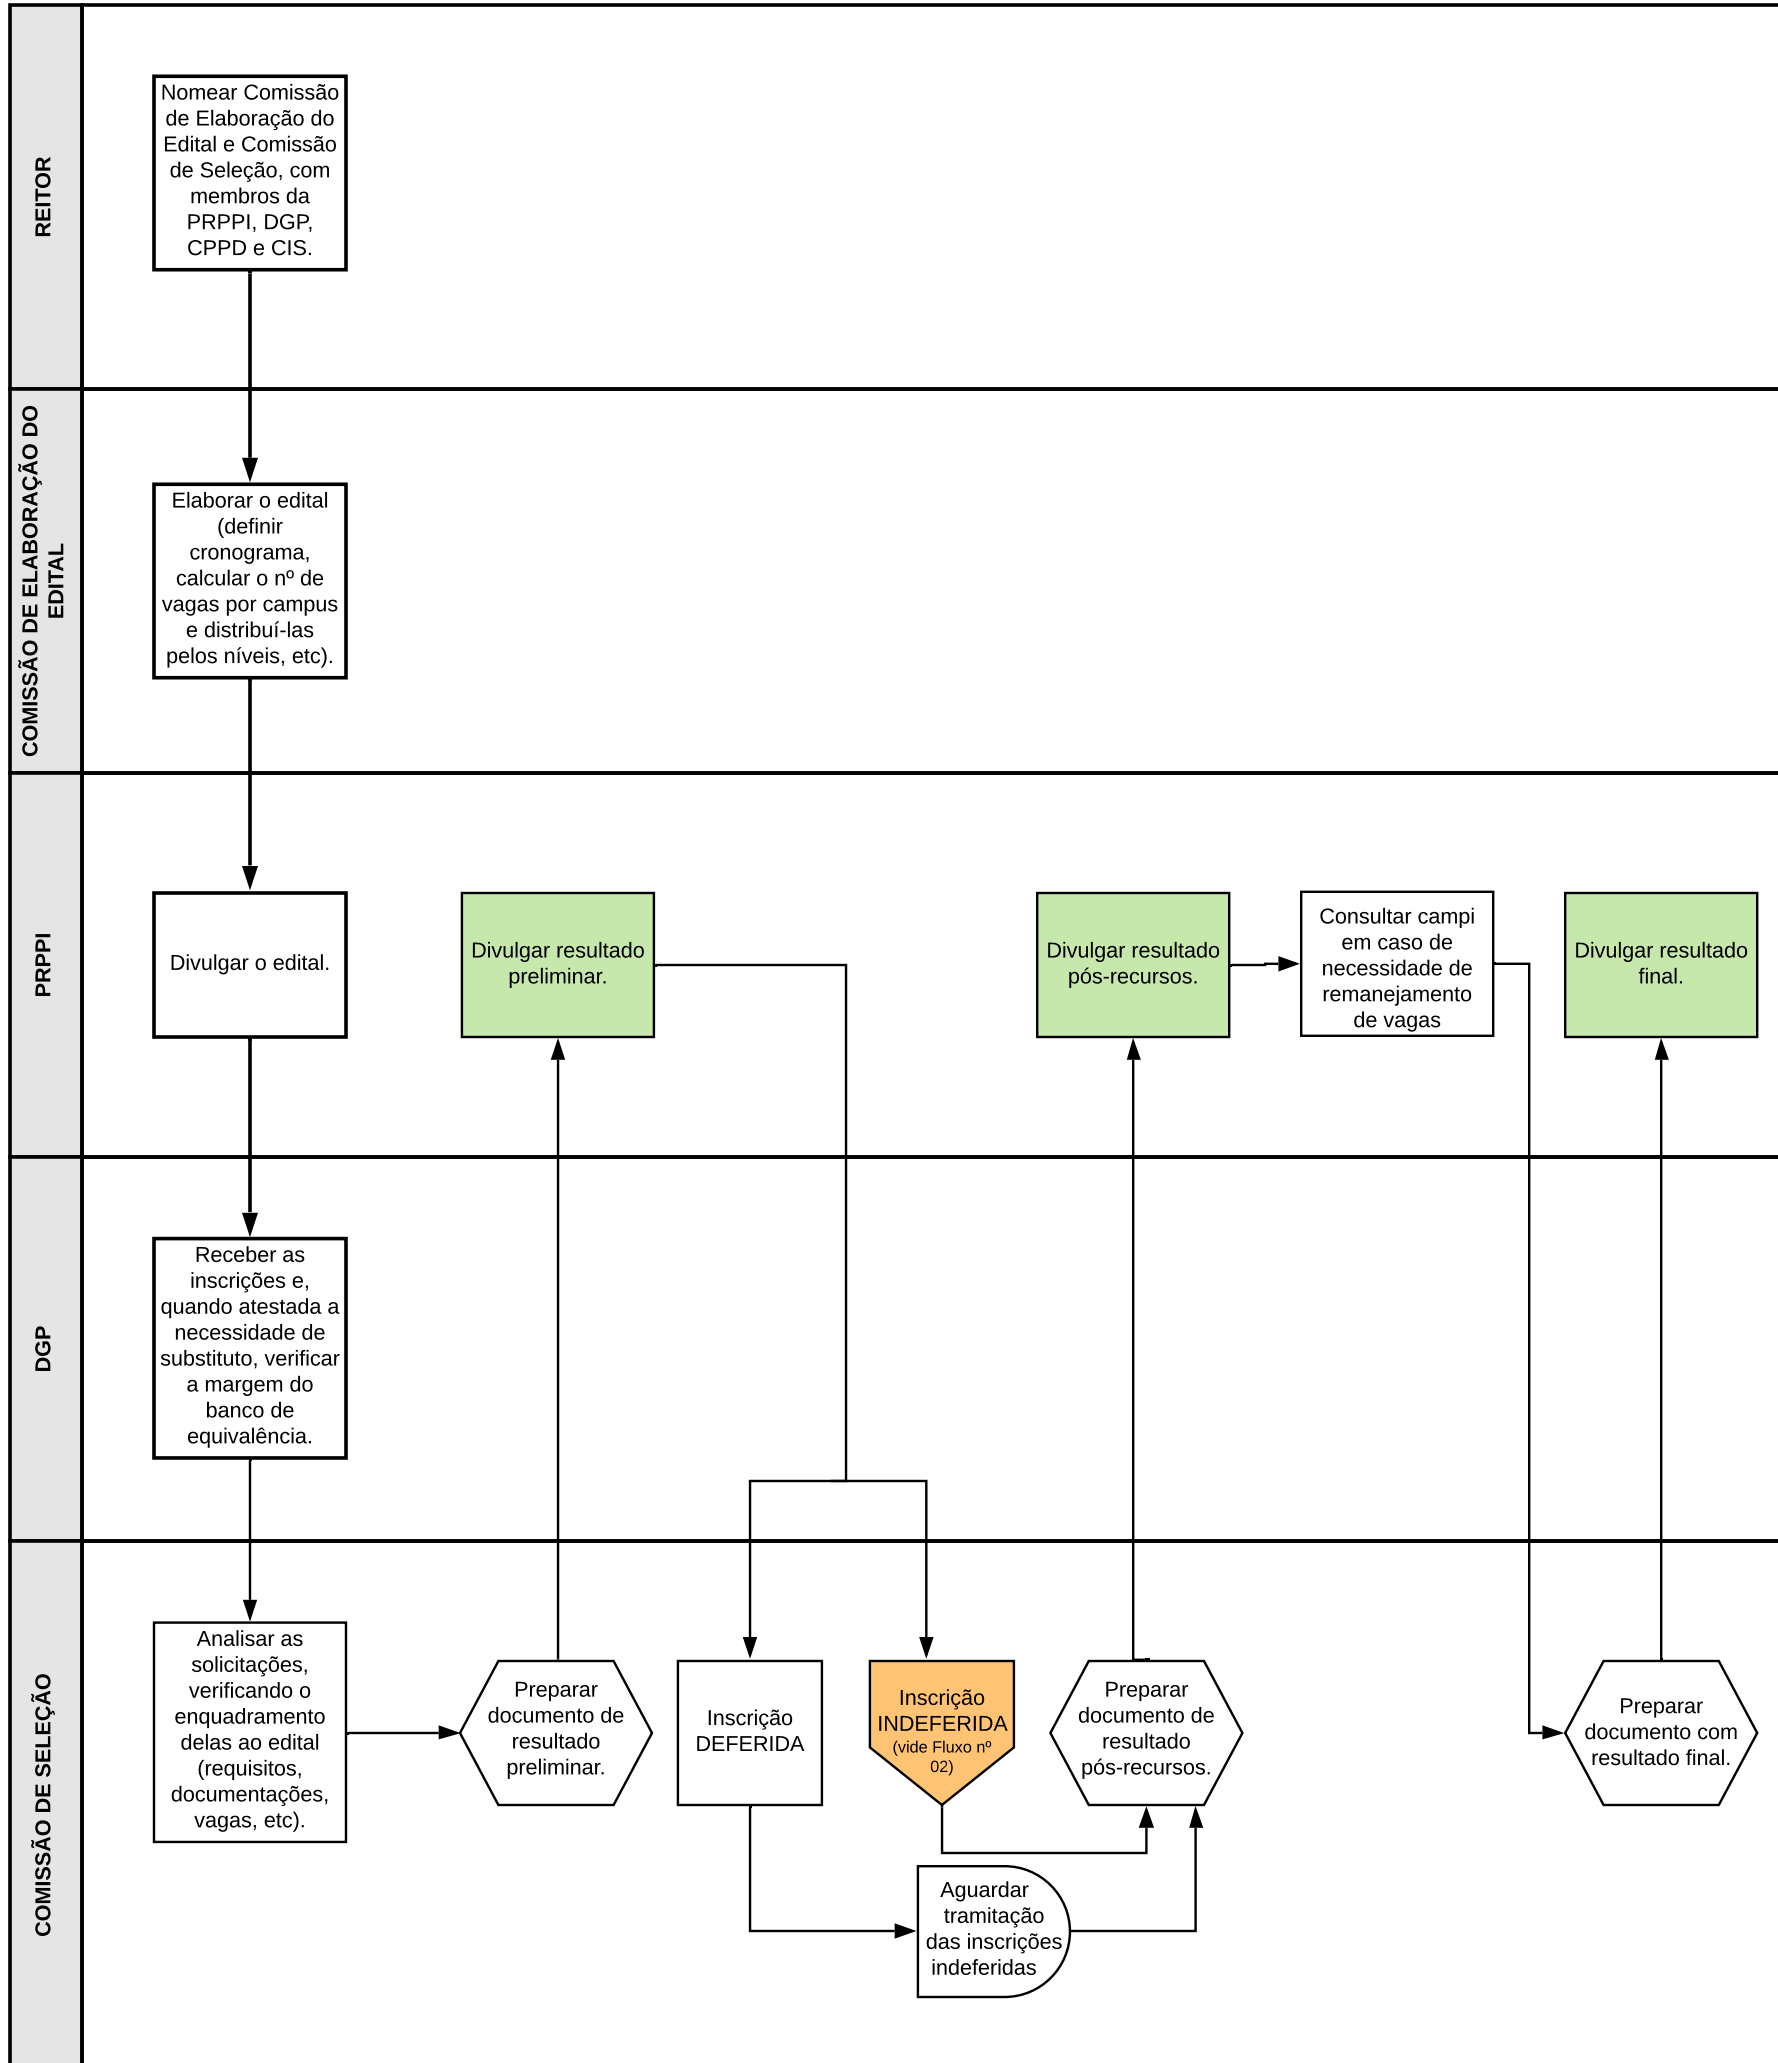 REITOR
Nomear Comissão
de Elaboração do
Edital e Comissão
de Seleção, com
membros da
PRPPI, DGP,
CPPD e CIS.
COMISSÃO DE ELABORAÇÃO DO
EDITAL
Elaborar o edital
(definir
cronograma,
calcular o nº de
vagas por campus
e distribuí-las
pelos níveis, etc).
PRPPI
Divulgar o edital.
Divulgar resultado
preliminar.
Divulgar resultado
pós-recursos.
Consultar campi
em caso de
necessidade de
remanejamento
de vagas
Divulgar resultado
final.
DGP
Receber as
inscrições e,
quando atestada a
necessidade de
substituto, verificar
a margem do
banco de
equivalência.
COMISSÃO DE SELEÇÃO
Analisar as
solicitações,
verificando o
enquadramento
delas ao edital
(requisitos,
documentações,
vagas, etc).
Preparar
documento de
resultado
preliminar.
Inscrição
DEFERIDA
Inscrição
INDEFERIDA
(vide Fluxo nº
02)
Preparar
documento de
resultado
pós-recursos.
Preparar
documento com
resultado final.
Aguardar
tramitação
das inscrições
indeferidas